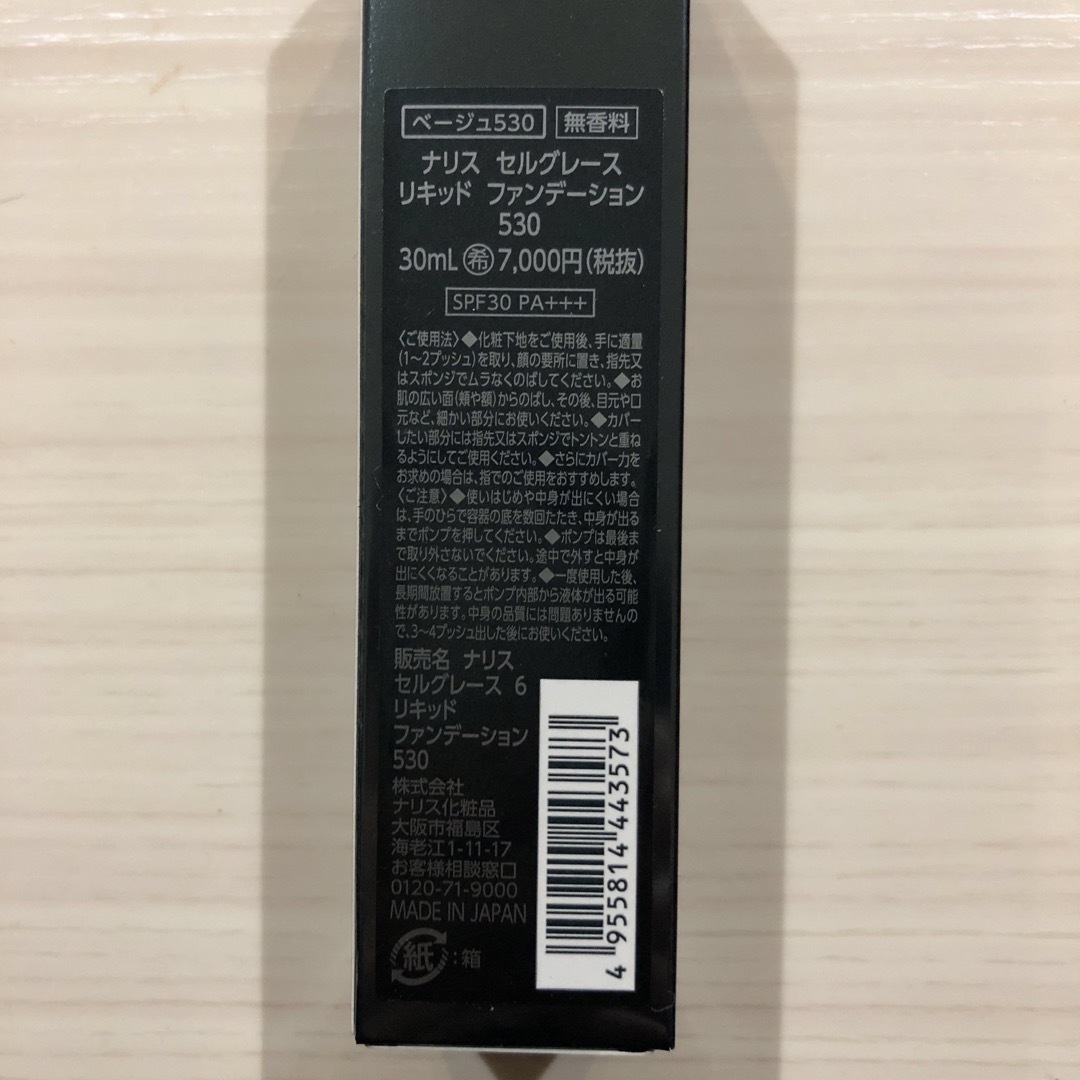 ベージュ530 無香料
ナリス セルグレース
リキッド ファンデーション
530
30mL ㊕希 7,000円(税抜)
SPF30 PA+++
〈ご使用法〉◆化粧下地をご使用後、手に適量
(1〜2プッシュ)を取り、顔の要所に置き、指先又
はスポンジでムラなくのばしてください。◆お
肌の広い面(頬や額)からのばし、その後、目元や口
元など、細かい部分にお使いください。◆カバー
したい部分には指先又はスポンジでトントンと重ね
るようにしてご使用ください。◆さらにカバー力を
お求めの場合は、指でのご使用をおすすめします。
〈ご注意〉◆使いはじめや中身が出にくい場合
は、手のひらで容器の底を数回たたき、中身が出る
までポンプを押してください。◆ポンプは最後ま
で取り外さないでください。途中で外すと中身が
出にくくなることがあります。◆一度使用した後、
長期間放置するとポンプ内部から液体が出る可能
性があります。中身の品質には問題ありませんの
で、3〜4プッシュ出した後にお使いください。
販売名 ナリス
セルグレース 6
リキッド
ファンデーション
530
株式会社
ナリス化粧品
大阪市福島区
海老江1-11-17
お客様相談窓口
0120-71-9000
MADE IN JAPAN
紙:箱
4 955814 443573